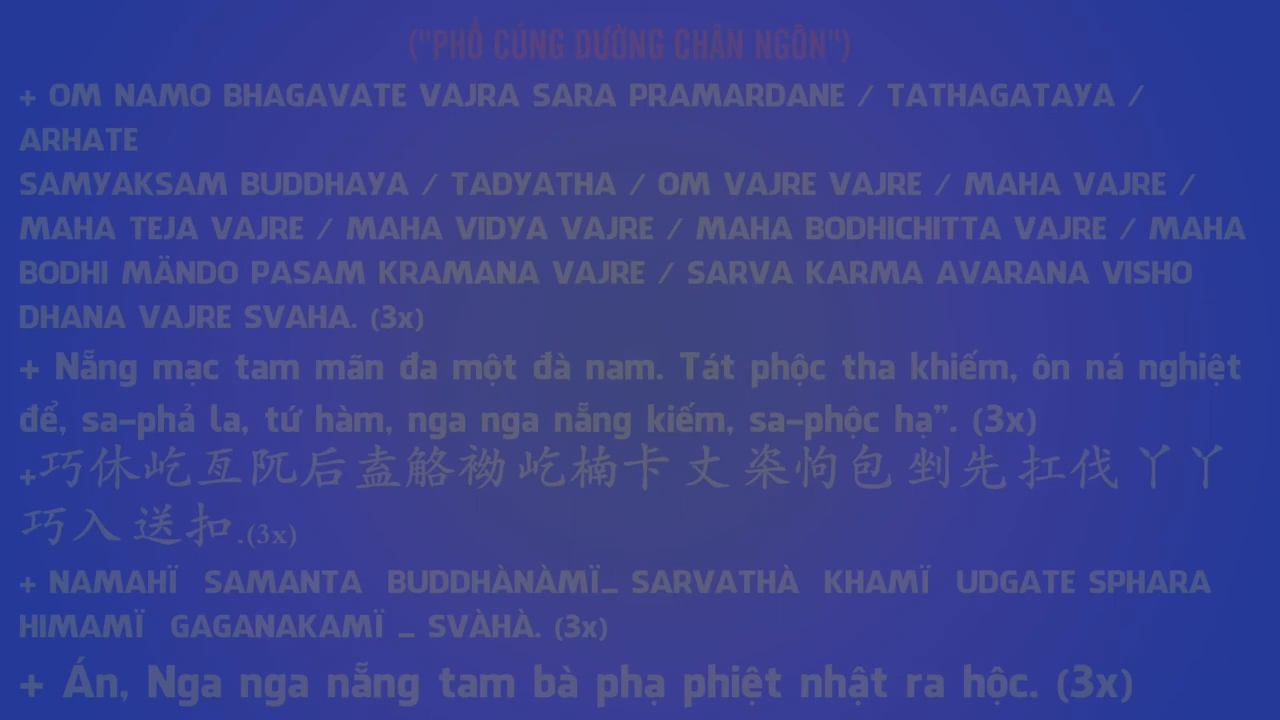 ("PHỔ CÚNG DƯỜNG CHÂN NGÔN")
+ OM NAMO BHAGAVATE VAJRA SARA PRAMARDANE / TATHAGATAYA /
ARHATE
SAMYAKSAM BUDDHAYA / TADYATHA / OM VAJRE VAJRE / MAHA VAJRE /
MAHA TEJA VAJRE / MAHA VIDYA VAJRE / MAHA BODHICHITTA VAJRE / MAHA
BODHI MÄNDO PASAM KRAMANA VAJRE / SARVA KARMA AVARANA VISHO
DHANA VAJRE SVAHA. (3x)
+ Nẵng mạc tam mãn đa một đà nam. Tát phộc tha khiếm, ôn ná nghiệt
để, sa-phả la, tứ hàm, nga nga nẵng kiếm, sa-phộc hạ”. (3x)
+巧休屹亙阢后盍觡袎屹楠卡丈栥怐包剉先扛伐丫丫
巧入送扣.(3x)
+ NAMAHÏ SAMANTA BUDDHÀNÀMÏ_ SARVATHÀ KHAMÏ UDGATE SPHARA
HIMAMÏ GAGANAKAMÏ _ SVÀHÀ. (3x)
+ Án, Nga nga nẵng tam bà phạ phiệt nhật ra hộc. (3x)